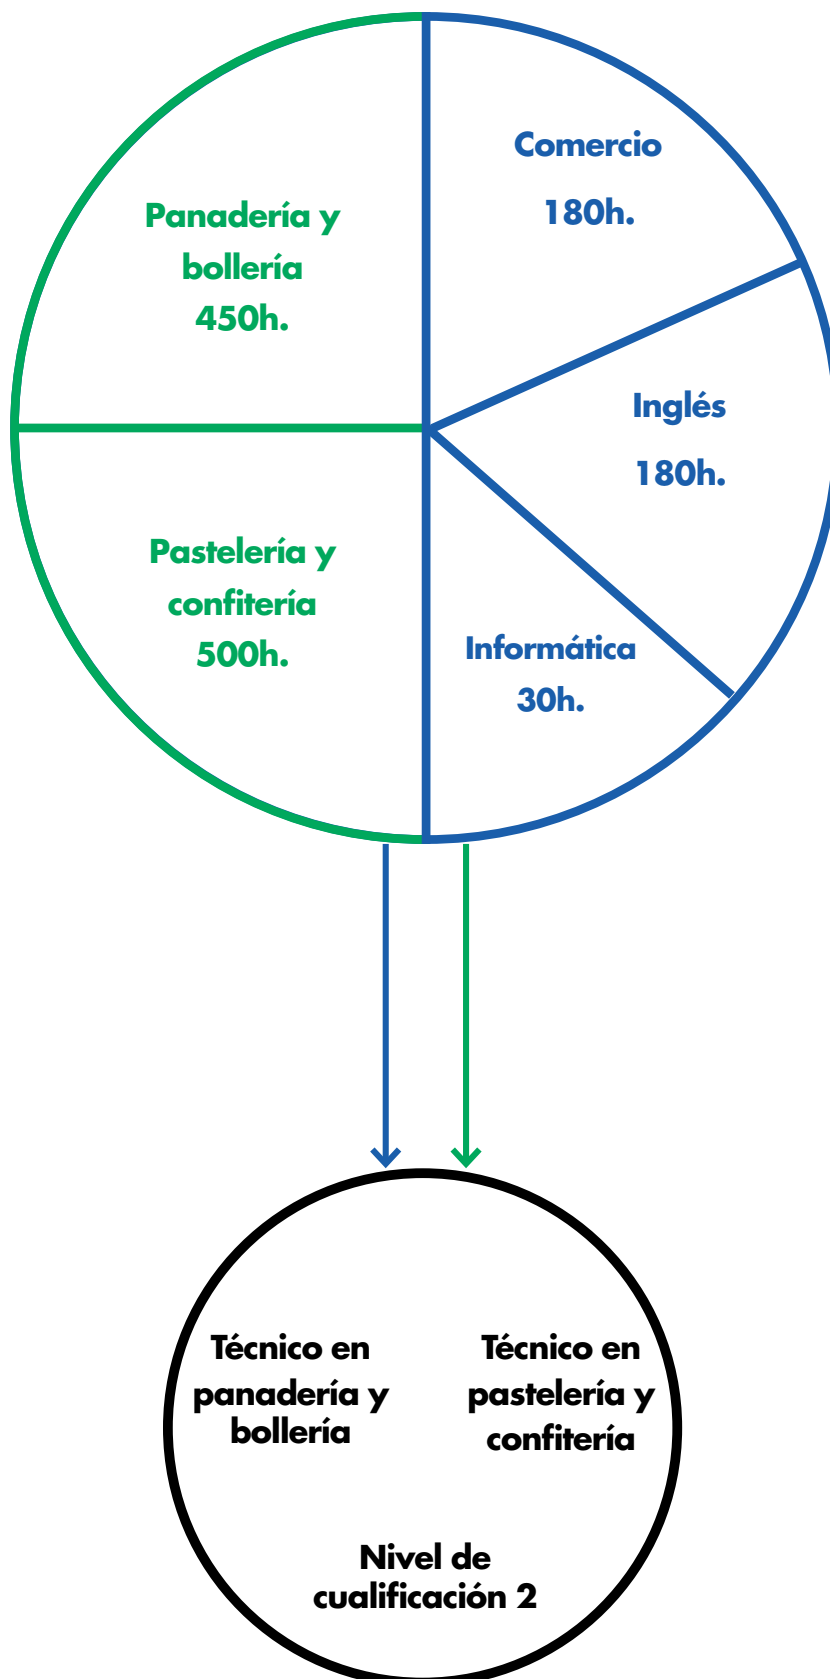 Panadería y
bollería
450h.
Comercio
180h.
Inglés
180h.
Pastelería y
confitería
500h.
Informática
30h.
Técnico en
panadería y
bollería
Técnico en
pastelería y
confitería
Nivel de
cualificación 2